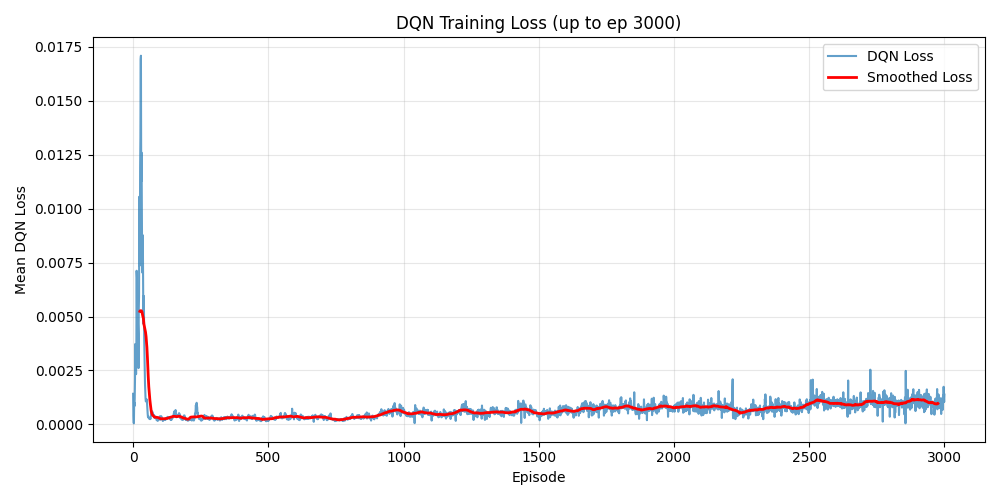 DQN Training Loss (up to ep 3000)
DQN Loss
Smoothed Loss
Mean DQN Loss
0.0175
0.0150
0.0125
0.0100
0.0075
0.0050
0.0025
0.0000
0 500 1000 1500 2000 2500 3000
Episode